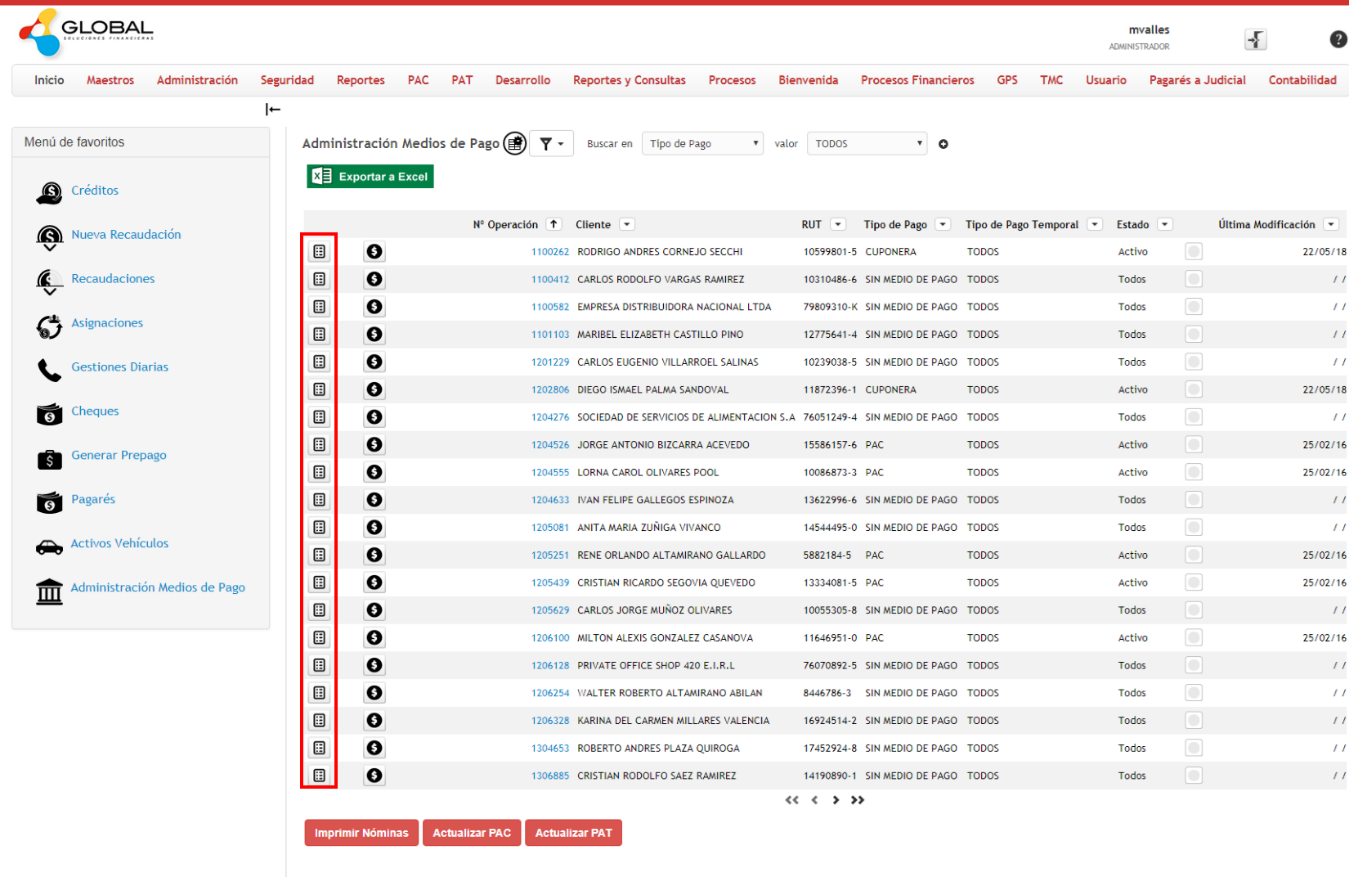 GLOBAL
SOLUCIONES FINANCIERAS
mvalles
ADMINISTRADOR
?
Inicio Maestros Administración Seguridad Reportes PAC PAT Desarrollo Reportes y Consultas Procesos Bienvenida Procesos Financieros GPS TMC Usuario Pagarés a Judicial Contabilidad
Menú de favoritos
Créditos
Nueva Recaudación
Recaudaciones
Asignaciones
Gestiones Diarias
Cheques
Generar Prepago
Pagarés
Activos Vehículos
Administración Medios de Pago
Administración Medios de Pago Buscar en Tipo de Pago valor TODOS
Exportar a Excel
Nº Operación Cliente RUT Tipo de Pago Tipo de Pago Temporal Estado Última Modificación
1100262 RODRIGO ANDRES CORNEJO SECCHI 10599801-5 CUPONERA TODOS Activo 22/05/18
1100412 CARLOS RODOLFO VARGAS RAMIREZ 10310486-6 SIN MEDIO DE PAGO TODOS Todos / /
1100582 EMPRESA DISTRIBUIDORA NACIONAL LTDA 79809310-K SIN MEDIO DE PAGO TODOS Todos / /
1101103 MARIBEL ELIZABETH CASTILLO PINO 12775641-4 SIN MEDIO DE PAGO TODOS Todos / /
1201229 CARLOS EUGENIO VILLARROEL SALINAS 10239038-5 SIN MEDIO DE PAGO TODOS Todos / /
1202806 DIEGO ISMAEL PALMA SANDOVAL 11872396-1 CUPONERA TODOS Activo 22/05/18
1204276 SOCIEDAD DE SERVICIOS DE ALIMENTACION S.A 76051249-4 SIN MEDIO DE PAGO TODOS Todos / /
1204526 JORGE ANTONIO BIZCARRA ACEVEDO 15586157-6 PAC TODOS Activo 25/02/16
1204555 LORNA CAROL OLIVARES POOL 10086873-3 PAC TODOS Activo 25/02/16
1204633 IVAN FELIPE GALLEGOS ESPINOZA 13622996-6 SIN MEDIO DE PAGO TODOS Todos / /
1205081 ANITA MARIA ZUÑIGA VIVANCO 14544495-0 SIN MEDIO DE PAGO TODOS Todos / /
1205251 RENE ORLANDO ALTAMIRANO GALLARDO 5882184-5 PAC TODOS Activo 25/02/16
1205439 CRISTIAN RICARDO SEGOVIA QUEVEDO 13334081-5 PAC TODOS Activo 25/02/16
1205629 CARLOS JORGE MUÑOZ OLIVARES 10055305-8 SIN MEDIO DE PAGO TODOS Todos / /
1206100 MILTON ALEXIS GONZALEZ CASANOVA 11646951-0 PAC TODOS Activo 25/02/16
1206128 PRIVATE OFFICE SHOP 420 E.I.R.L 76070892-5 SIN MEDIO DE PAGO TODOS Todos / /
1206254 WALTER ROBERTO ALTAMIRANO ABILAN 8446786-3 SIN MEDIO DE PAGO TODOS Todos / /
1206328 KARINA DEL CARMEN MILLARES VALENCIA 16924514-2 SIN MEDIO DE PAGO TODOS Todos / /
1304653 ROBERTO ANDRES PLAZA QUIROGA 17452924-8 SIN MEDIO DE PAGO TODOS Todos / /
1306885 CRISTIAN RODOLFO SAEZ RAMIREZ 14190890-1 SIN MEDIO DE PAGO TODOS Todos / /
Imprimir Nóminas Actualizar PAC Actualizar PAT